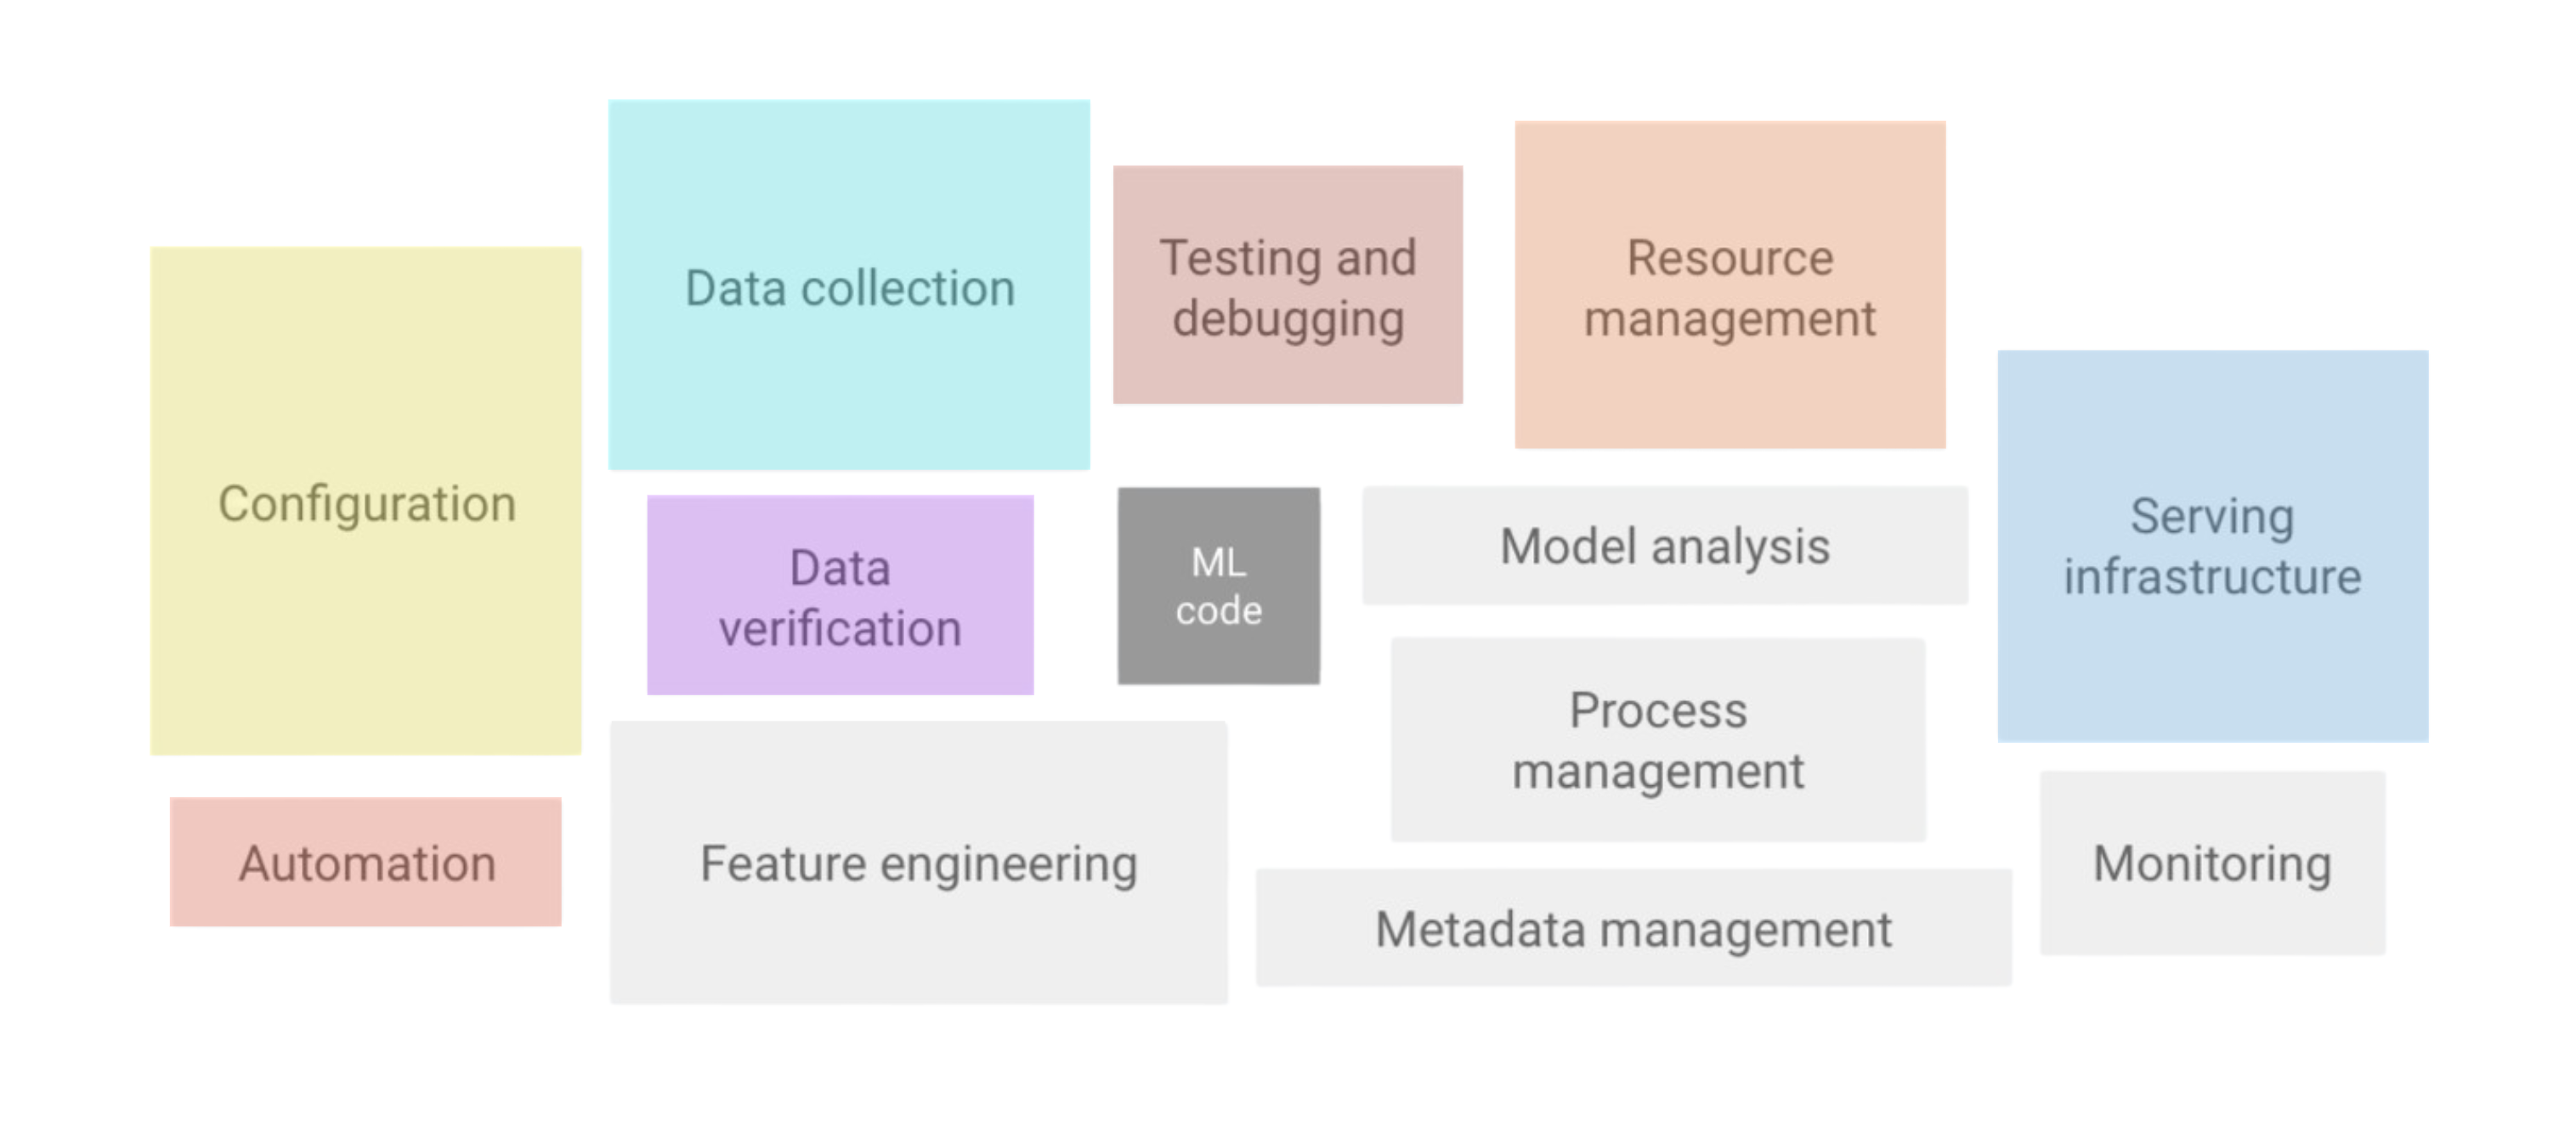 Configuration
Automation
Data collection
Data
verification
Feature engineering
Testing and
debugging
ML
code
Resource
management
Model analysis
Process
management
Metadata management
Serving
infrastructure
Monitoring